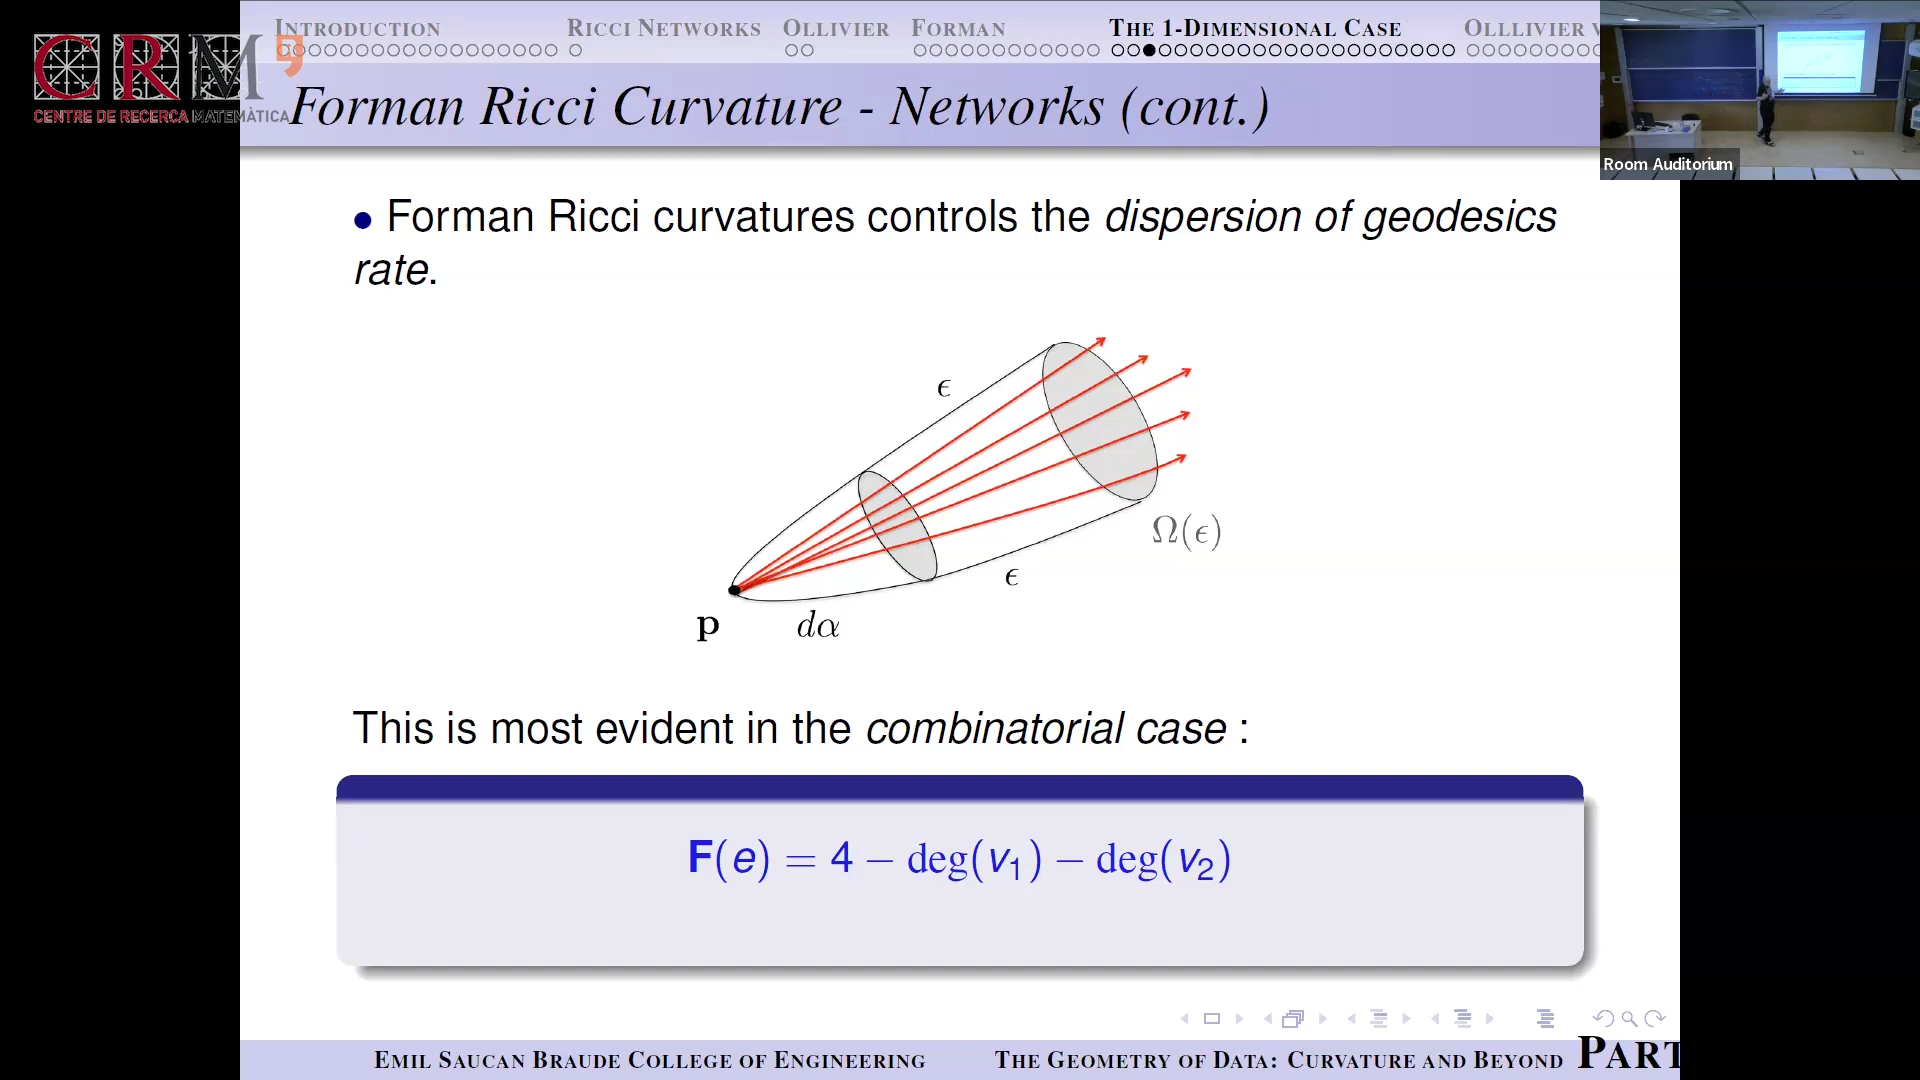 INTRODUCTION RICCI NETWORKS OLLIVIER FORMAN THE 1-DIMENSIONAL CASE OLLLIVIER V
CRM
CENTRE DE RECERCA MATEMÀTICA
Forman Ricci Curvature - Networks (cont.)
Room Auditorium
• Forman Ricci curvatures controls the dispersion of geodesics
rate.
ϵ
Ω(ϵ)
ϵ
p dα
This is most evident in the combinatorial case :
F(e) = 4 − deg(v₁) − deg(v₂)
EMIL SAUCAN BRAUDE COLLEGE OF ENGINEERING THE GEOMETRY OF DATA: CURVATURE AND BEYOND PART